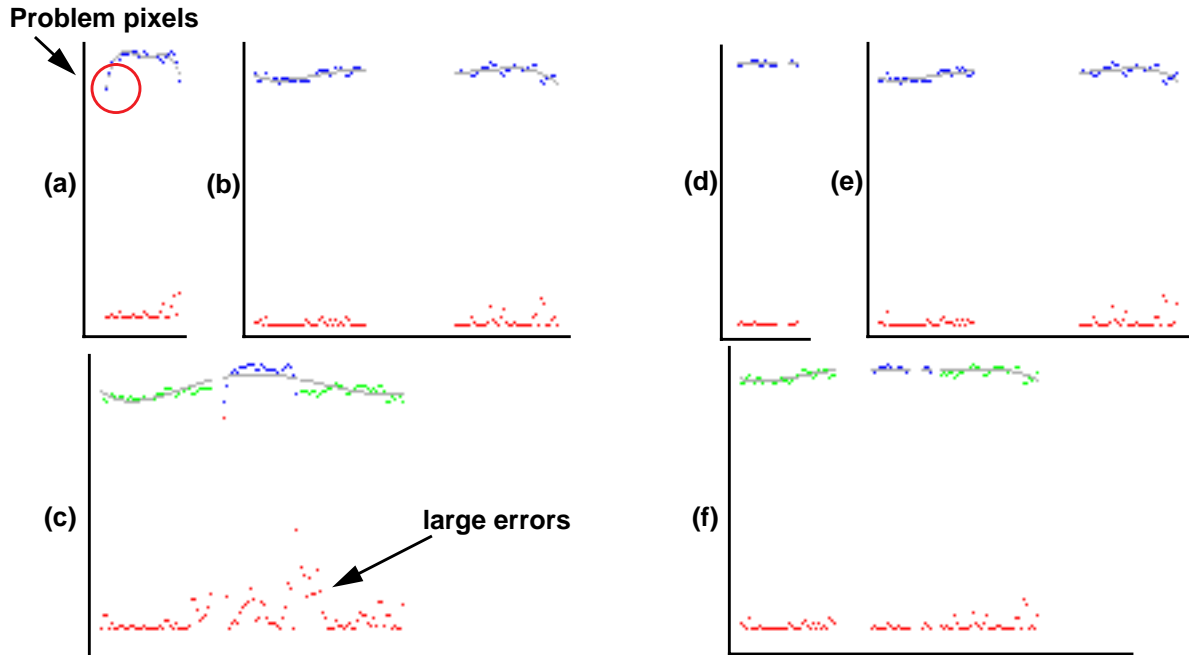 Problem pixels
(a)
(b)
(d)
(e)
(c)
large errors
(f)